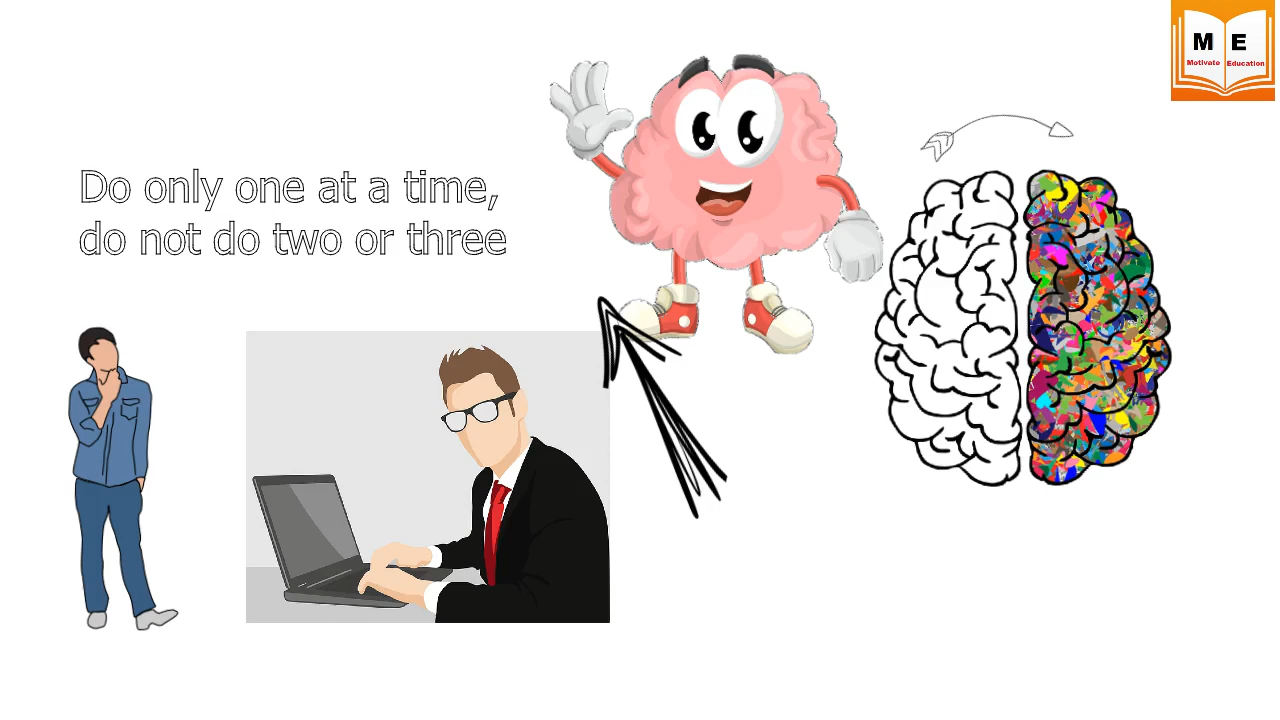 Do only one at a time,
do not do two or three
M E
Motivate Education